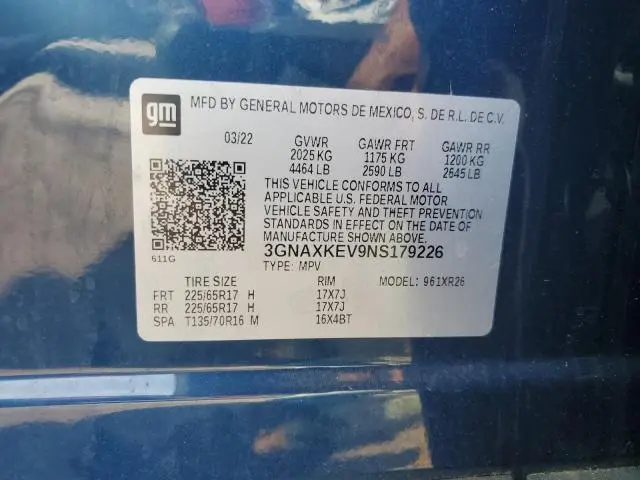 gm
MFD BY GENERAL MOTORS DE MEXICO, S. DE R.L. DE C.V.
03/22 GVWR GAWR FRT GAWR RR
2025 KG 1175 KG 1200 KG
4464 LB 2590 LB 2645 LB
THIS VEHICLE CONFORMS TO ALL
APPLICABLE U.S. FEDERAL MOTOR
VEHICLE SAFETY AND THEFT PREVENTION
STANDARDS IN EFFECT ON THE DATE OF
MANUFACTURE SHOWN ABOVE.
611G 3GNAXKEV9NS179226
TYPE: MPV MODEL: 961XR26
TIRE SIZE RIM
FRT 225/65R17 H 17X7J
RR 225/65R17 H 17X7J
SPA T135/70R16 M 16X4BT